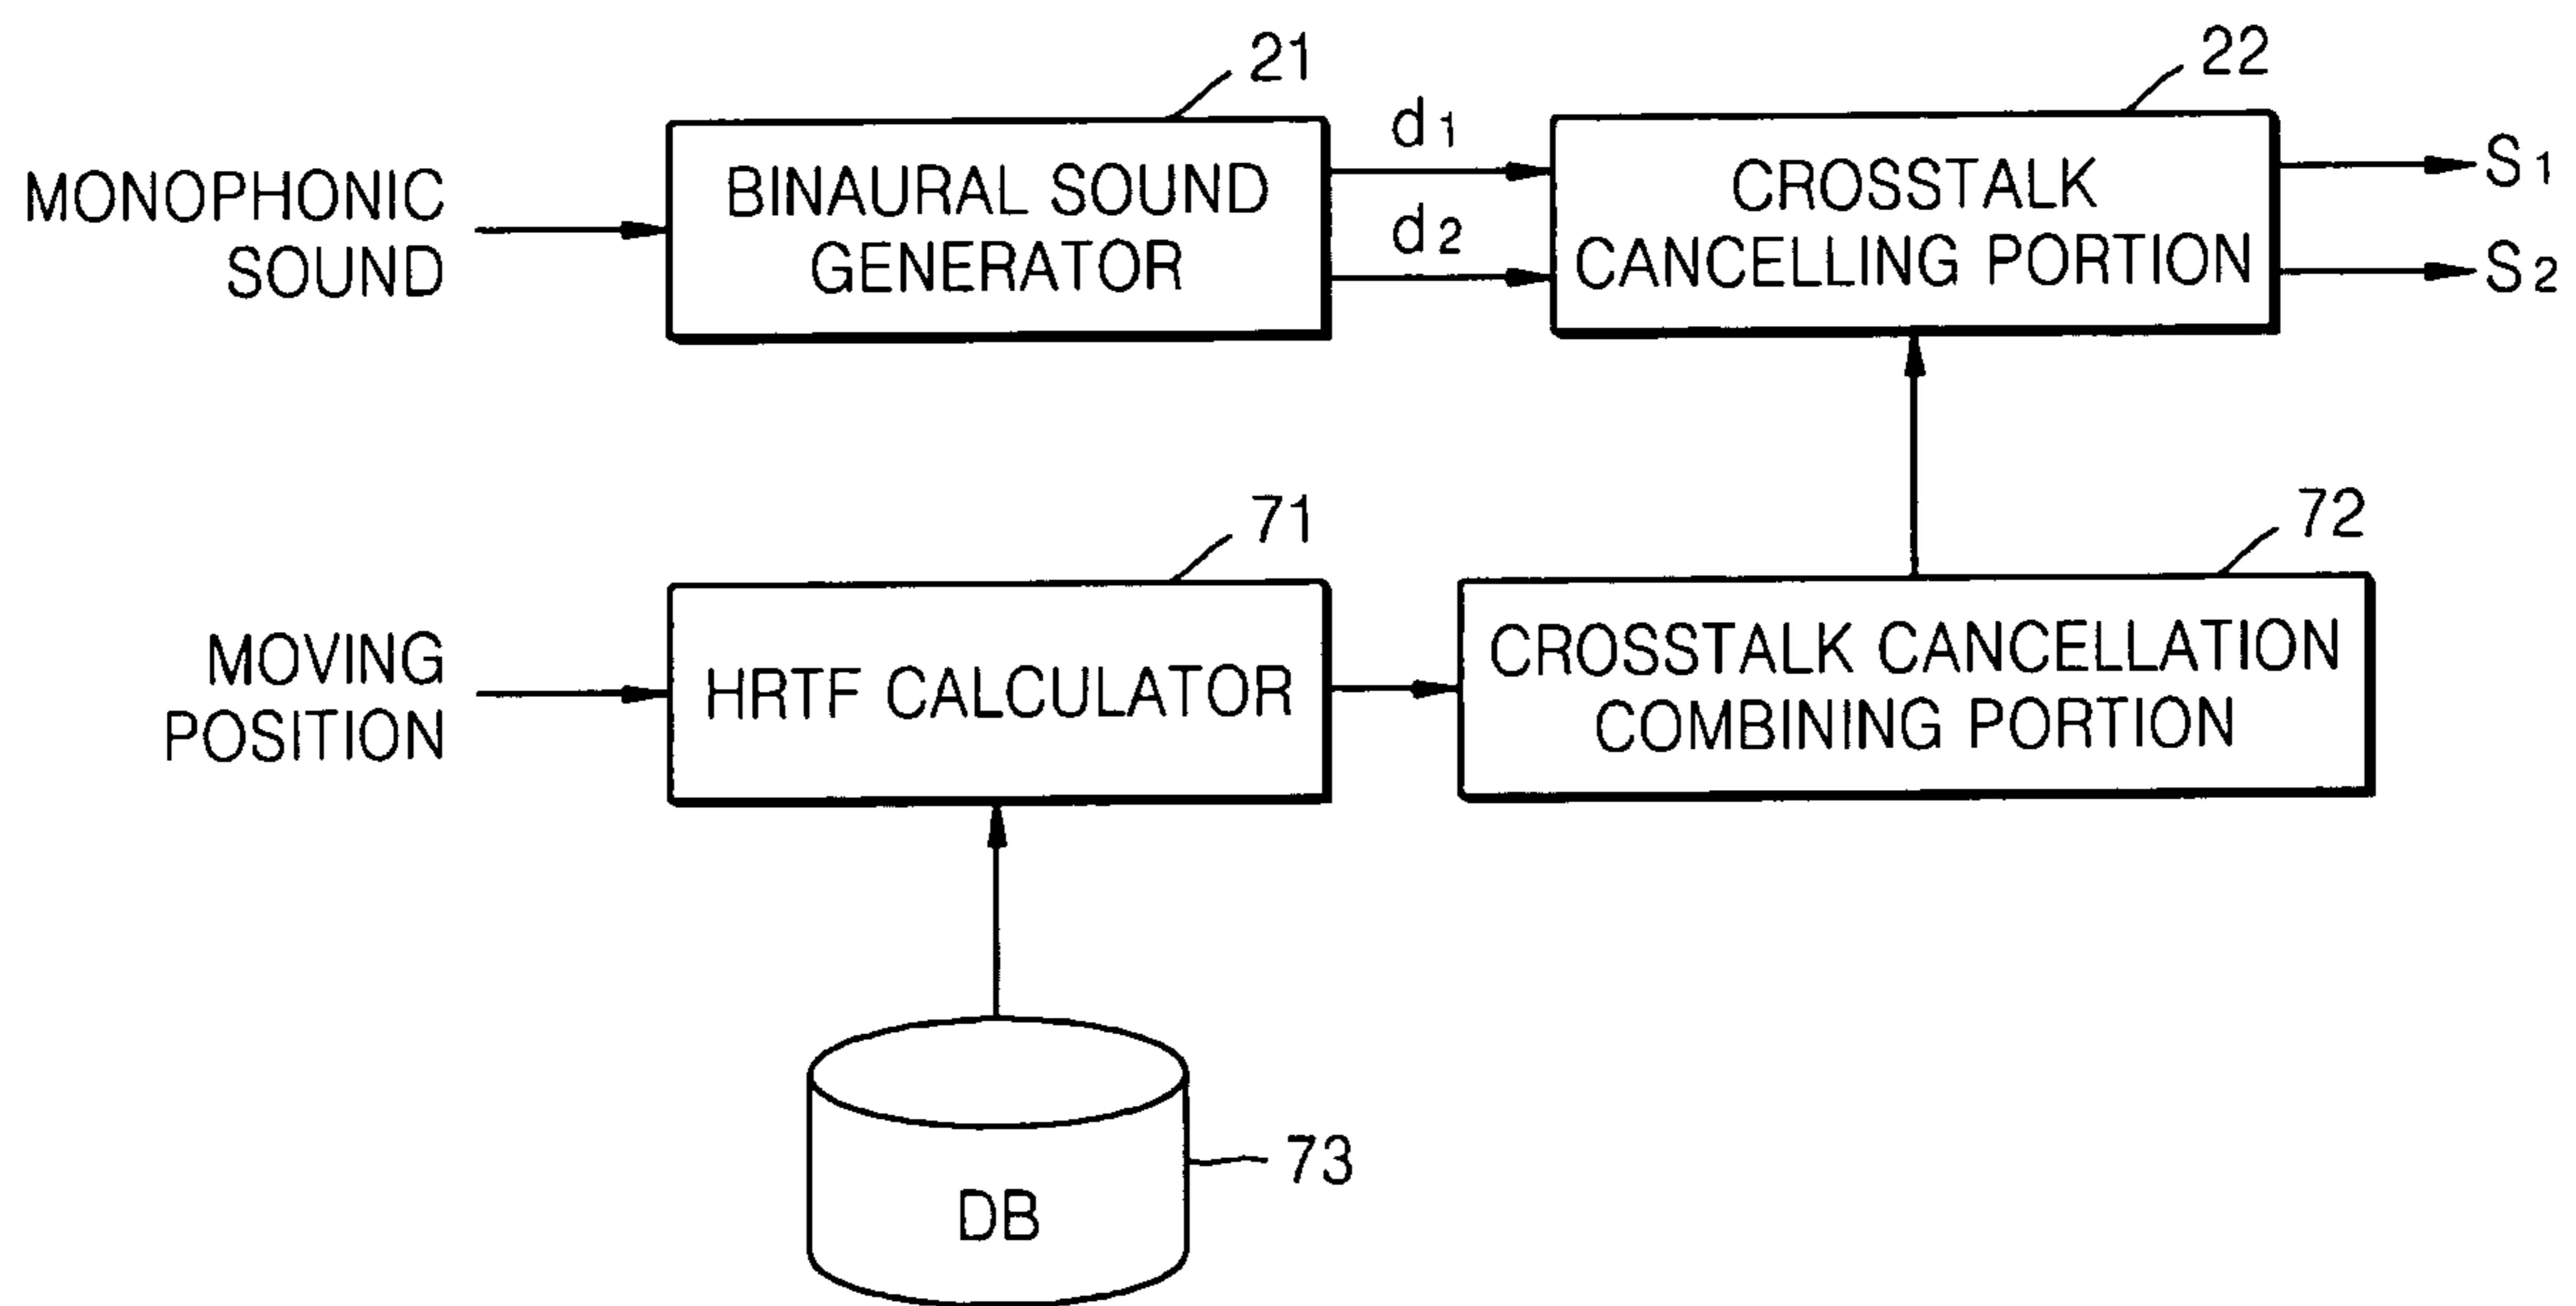 21
22
MONOPHONIC
SOUND
BINAURAL SOUND
GENERATOR
d1
d2
CROSSTALK
CANCELLING PORTION
S1
S2
71
72
MOVING
POSITION
HRTF CALCULATOR
CROSSTALK CANCELLATION
COMBINING PORTION
73
DB